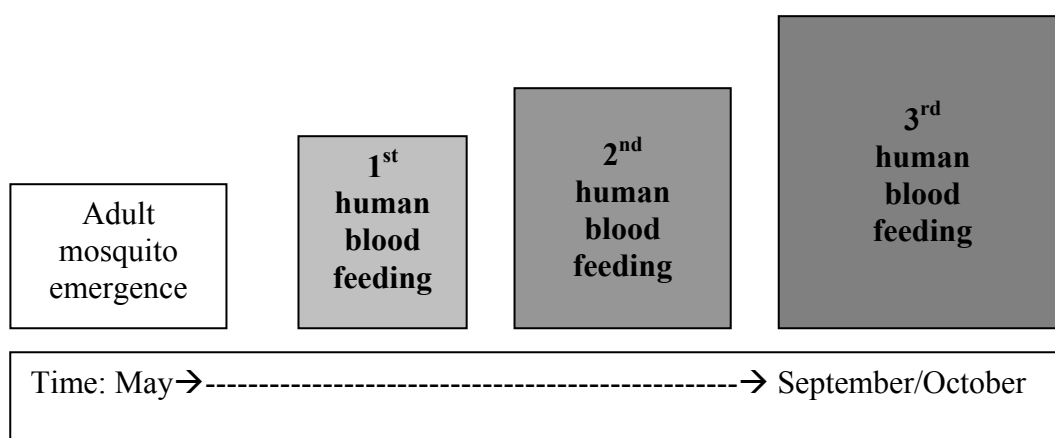 Adult
mosquito
emergence
1st
human
blood
feeding
2nd
human
blood
feeding
3rd
human
blood
feeding
Time: May→---------------------------------------------------→ September/October